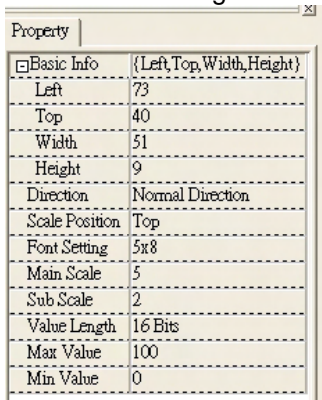 Property
Basic Info {Left,Top,Width,Height}
Left 73
Top 40
Width 51
Height 9
Direction Normal Direction
Scale Position Top
Font Setting 5x8
Main Scale 5
Sub Scale 2
Value Length 16 Bits
Max Value 100
Min Value 0